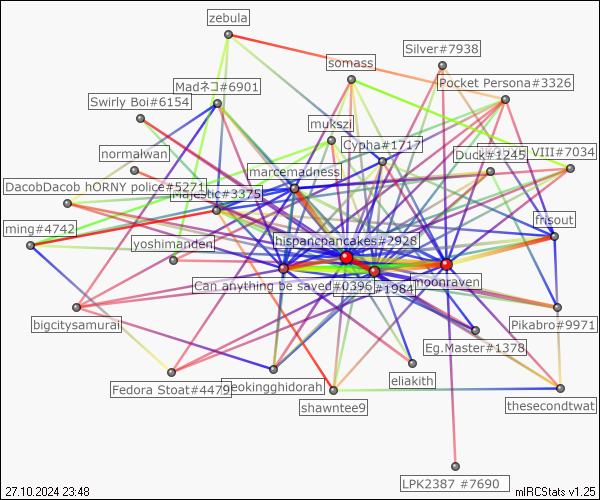 zebula
Silver#7938
somass
Pocket Persona#3326
Madネコ#6901
Swirly Boi#6154
mukszi
Cypha#1717
normalwan
Duck#1245
VIII#7034
marcemadness
DacobDacob hORNY police#5271
Majestic#3375
ming#4742
frisout
yoshimanden
hispancpancakes#2928
moonraven
Can anything be saved#0396
#1984
bigcitysamurai
Pikabro#9971
Eg.Master#1378
eliakith
Fedora Stoat#4479
neokingghidorah
shawntee9
thesecondtwat
LPK2387 #7690
27.10.2024 23:48
mIRCStats v1.25